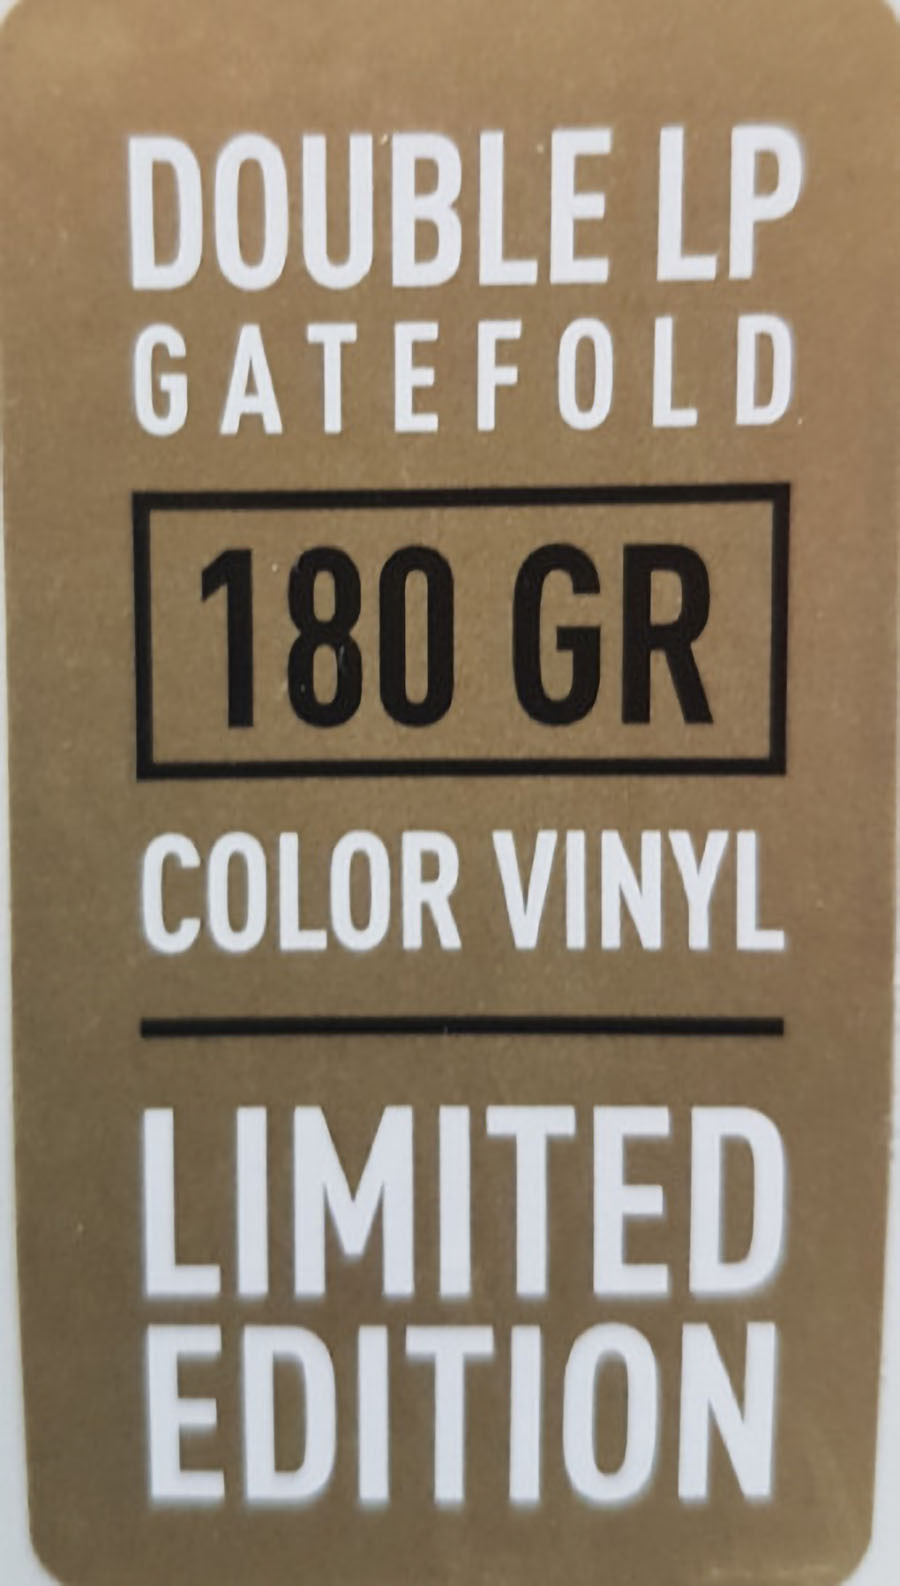 DOUBLE LP
GATEFOLD
180 GR
COLOR VINYL
LIMITED
EDITION